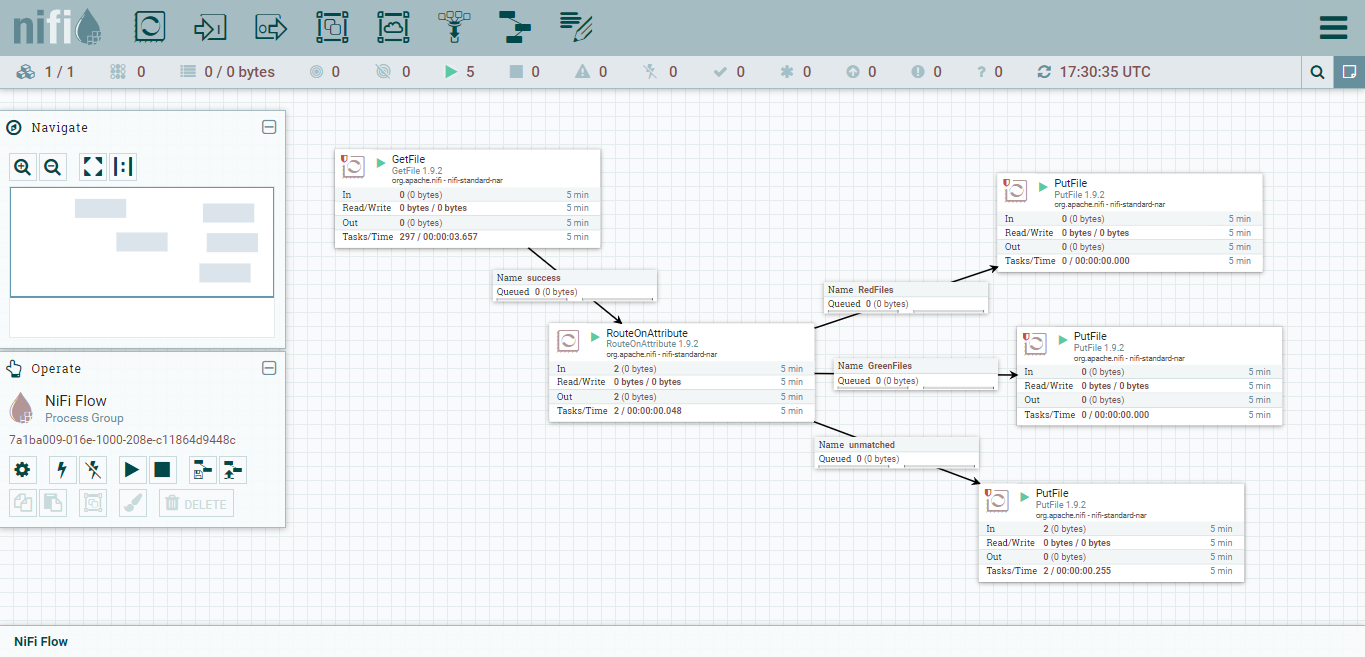 nifi
1 / 1 0 0 / 0 bytes 0 0 5 0 0 0 0 0 0 0 ? 0 17:30:35 UTC
Navigate
Operate
NiFi Flow
Process Group
7a1ba009-016e-1000-208e-c11864d9448c
DELETE
GetFile
GetFile 1.9.2
org.apache.nifi - nifi-standard-nar
In 0 (0 bytes) 5 min
Read/Write 0 bytes / 0 bytes 5 min
Out 0 (0 bytes) 5 min
Tasks/Time 297 / 00:00:03.657 5 min
Name success
Queued 0 (0 bytes)
RouteOnAttribute
RouteOnAttribute 1.9.2
org.apache.nifi - nifi-standard-nar
In 2 (0 bytes) 5 min
Read/Write 0 bytes / 0 bytes 5 min
Out 2 (0 bytes) 5 min
Tasks/Time 2 / 00:00:00.048 5 min
Name RedFiles
Queued 0 (0 bytes)
PutFile
PutFile 1.9.2
org.apache.nifi - nifi-standard-nar
In 0 (0 bytes) 5 min
Read/Write 0 bytes / 0 bytes 5 min
Out 0 (0 bytes) 5 min
Tasks/Time 0 / 00:00:00.000 5 min
Name GreenFiles
Queued 0 (0 bytes)
PutFile
PutFile 1.9.2
org.apache.nifi - nifi-standard-nar
In 0 (0 bytes) 5 min
Read/Write 0 bytes / 0 bytes 5 min
Out 0 (0 bytes) 5 min
Tasks/Time 0 / 00:00:00.000 5 min
Name unmatched
Queued 0 (0 bytes)
PutFile
PutFile 1.9.2
org.apache.nifi - nifi-standard-nar
In 2 (0 bytes) 5 min
Read/Write 0 bytes / 0 bytes 5 min
Out 0 (0 bytes) 5 min
Tasks/Time 2 / 00:00:00.255 5 min
NiFi Flow